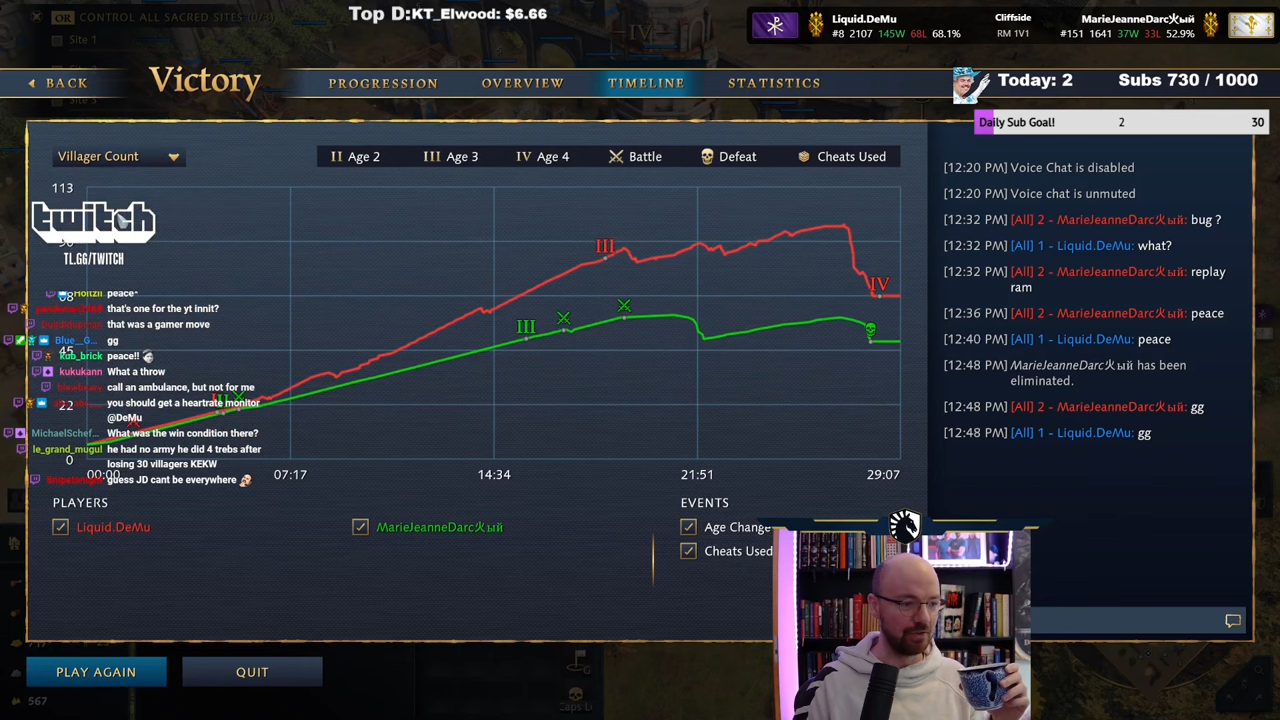 OR CONTROL ALL SACRED SITES (0/3)
Site 1
Top D:KT_Elwood: $6.66
IV
Liquid.DeMu
#8 2107 145W 68L 68.1%
Cliffside
RM 1V1
MarieJeanneDarc火ый
#151 1641 37W 33L 52.9%
BACK
Victory
PROGRESSION
OVERVIEW
TIMELINE
STATISTICS
Today: 2
Subs 730 / 1000
Daily Sub Goal! 2 30
Villager Count
II Age 2
III Age 3
IV Age 4
Battle
Defeat
Cheats Used
113
45
22
0
00:00
07:17
14:34
21:51
29:07
III
IV
III
twitch
TL.GG/TWITCH
Holtzii peace*
that's one for the yt innit?
that was a gamer move
Blue__G... gg
kub_brick peace!!
kukukann What a throw
call an ambulance, but not for me
you should get a heartrate monitor
@DeMu
MichaelSchef... What was the win condition there?
le_grand_mugul he had no army he did 4 trebs after
losing 30 villagers KEKW
guess JD cant be everywhere
PLAYERS
Liquid.DeMu
MarieJeanneDarc火ый
EVENTS
Age Change
Cheats Used
[12:20 PM] Voice Chat is disabled
[12:20 PM] Voice chat is unmuted
[12:32 PM] [All] 2 - MarieJeanneDarc火ый: bug ?
[12:32 PM] [All] 1 - Liquid.DeMu: what?
[12:32 PM] [All] 2 - MarieJeanneDarc火ый: replay
ram
[12:36 PM] [All] 2 - MarieJeanneDarc火ый: peace
[12:40 PM] [All] 1 - Liquid.DeMu: peace
[12:48 PM] MarieJeanneDarc火ый has been
eliminated.
[12:48 PM] [All] 2 - MarieJeanneDarc火ый: gg
[12:48 PM] [All] 1 - Liquid.DeMu: gg
PLAY AGAIN
QUIT
567